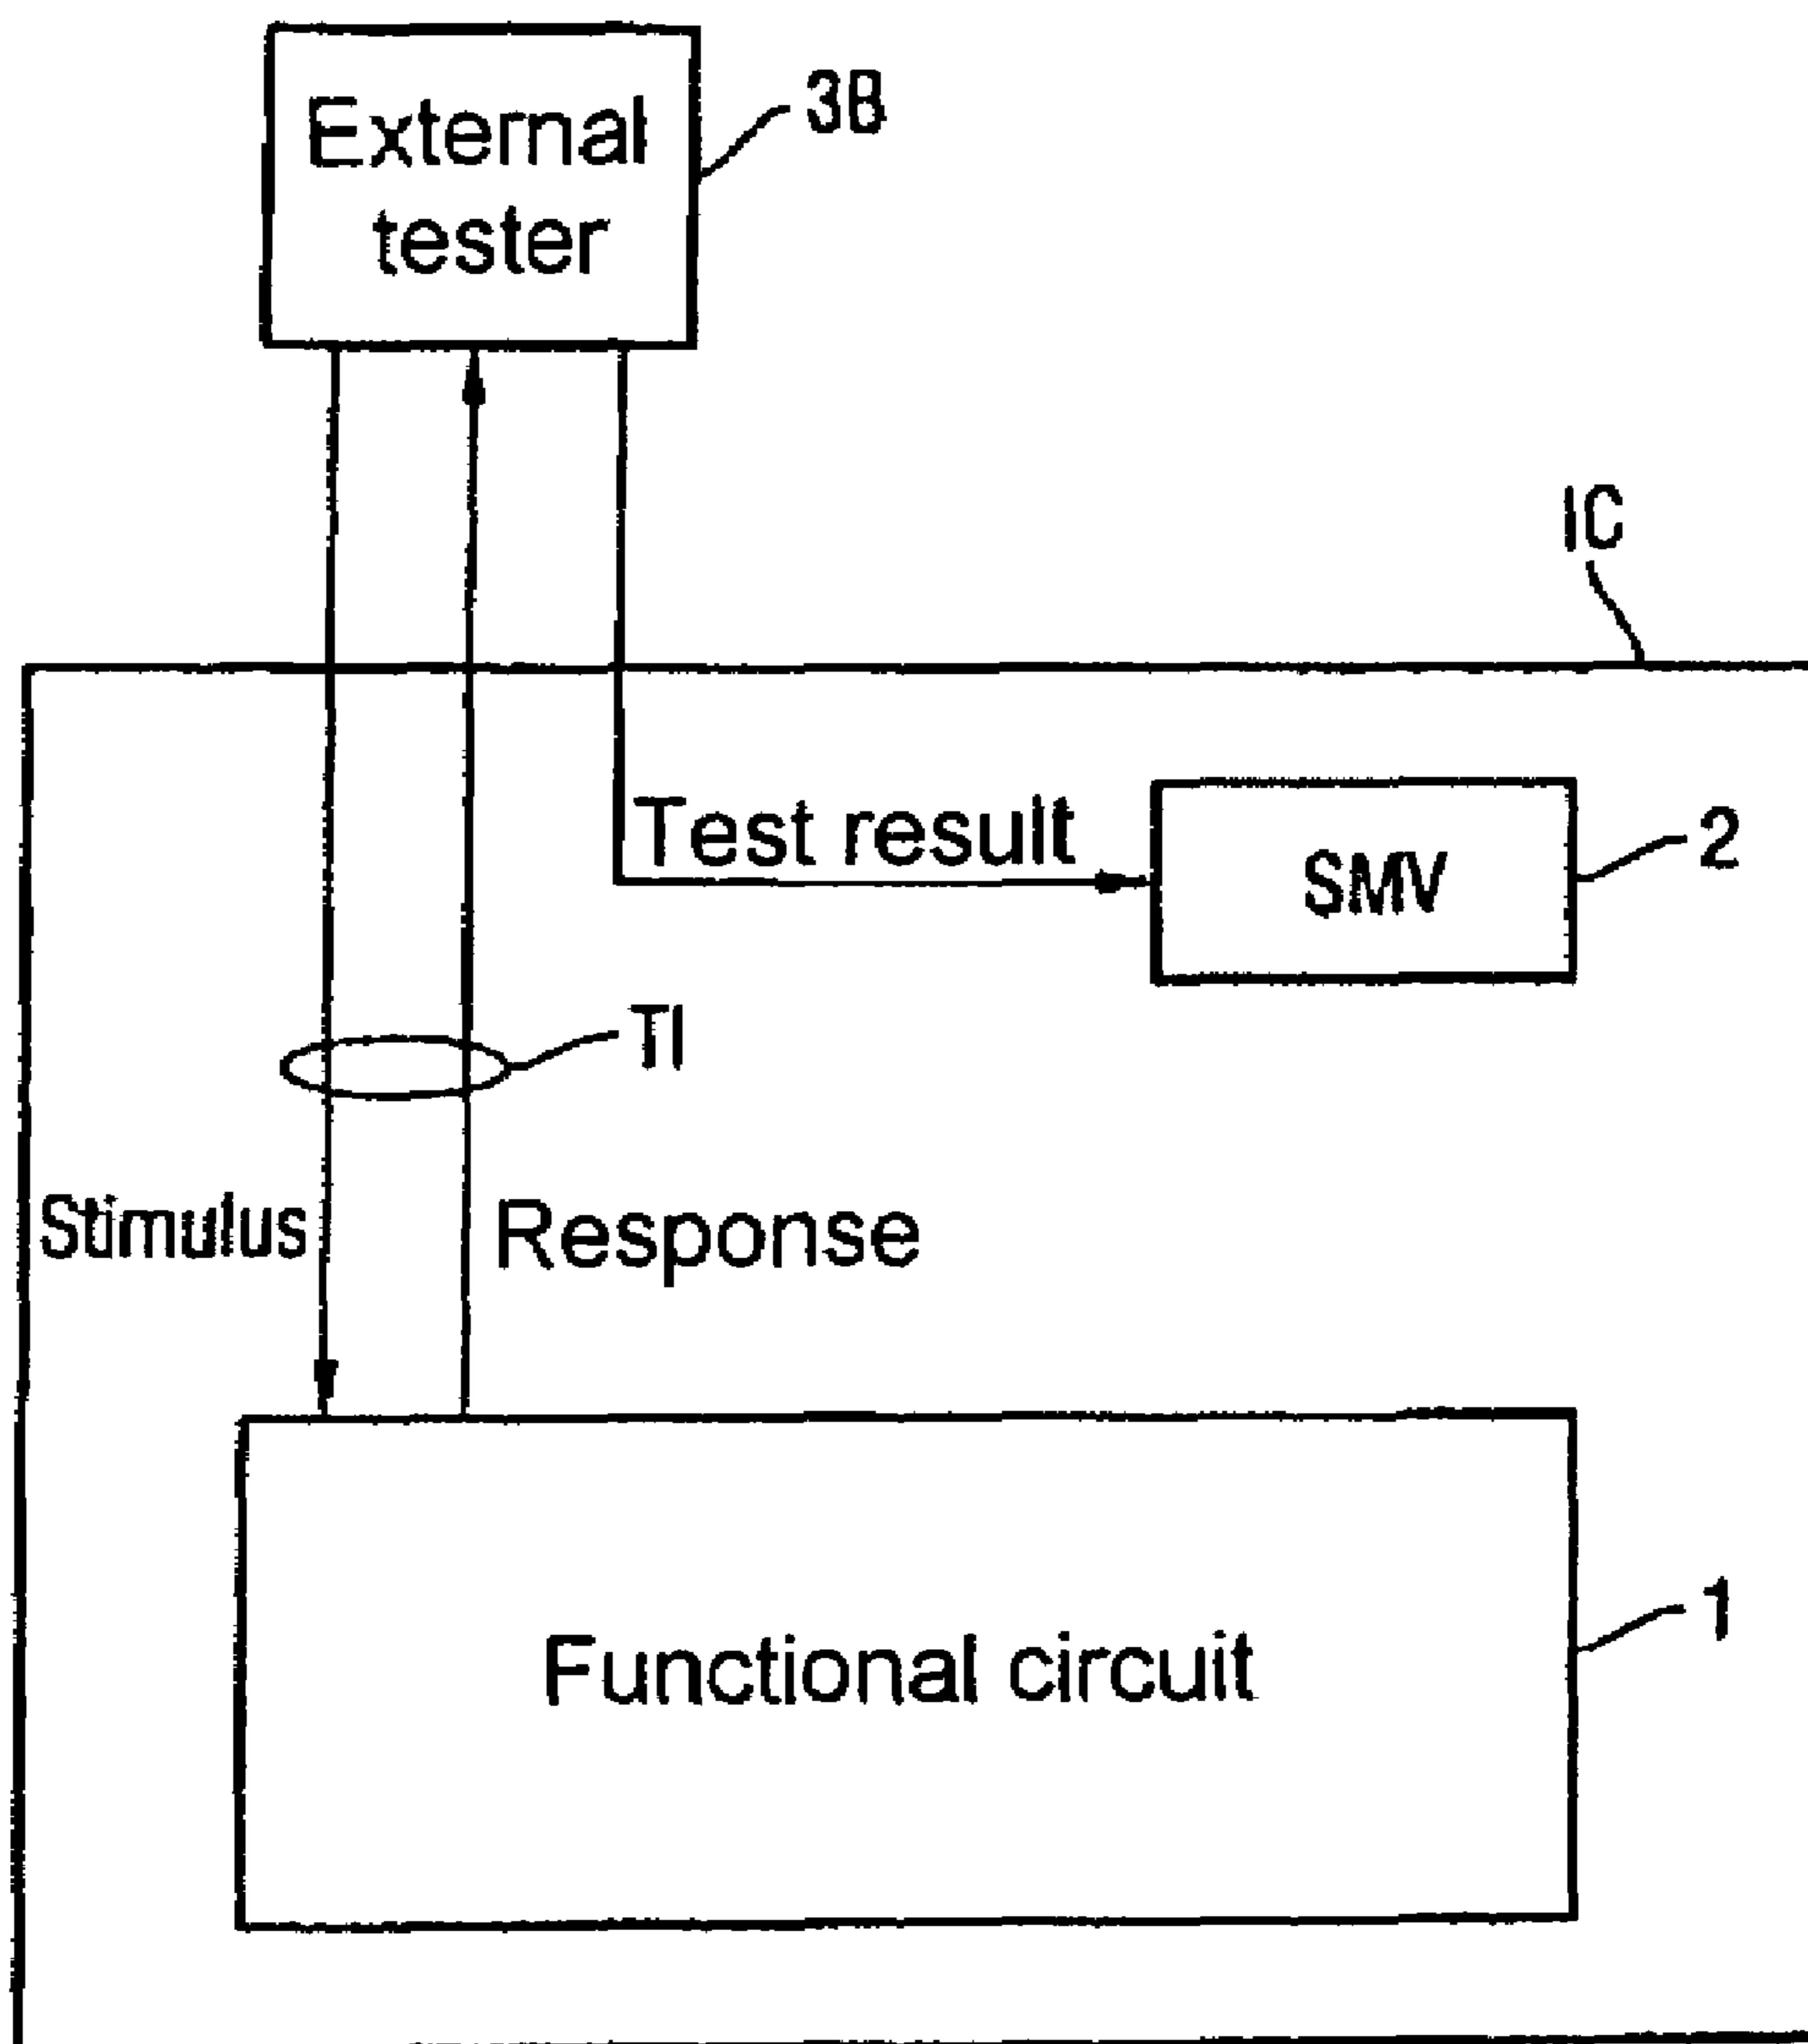 External
tester
3B
IC
Test result
SMV
2
TI
Stimulus
Response
Functional circuit
1